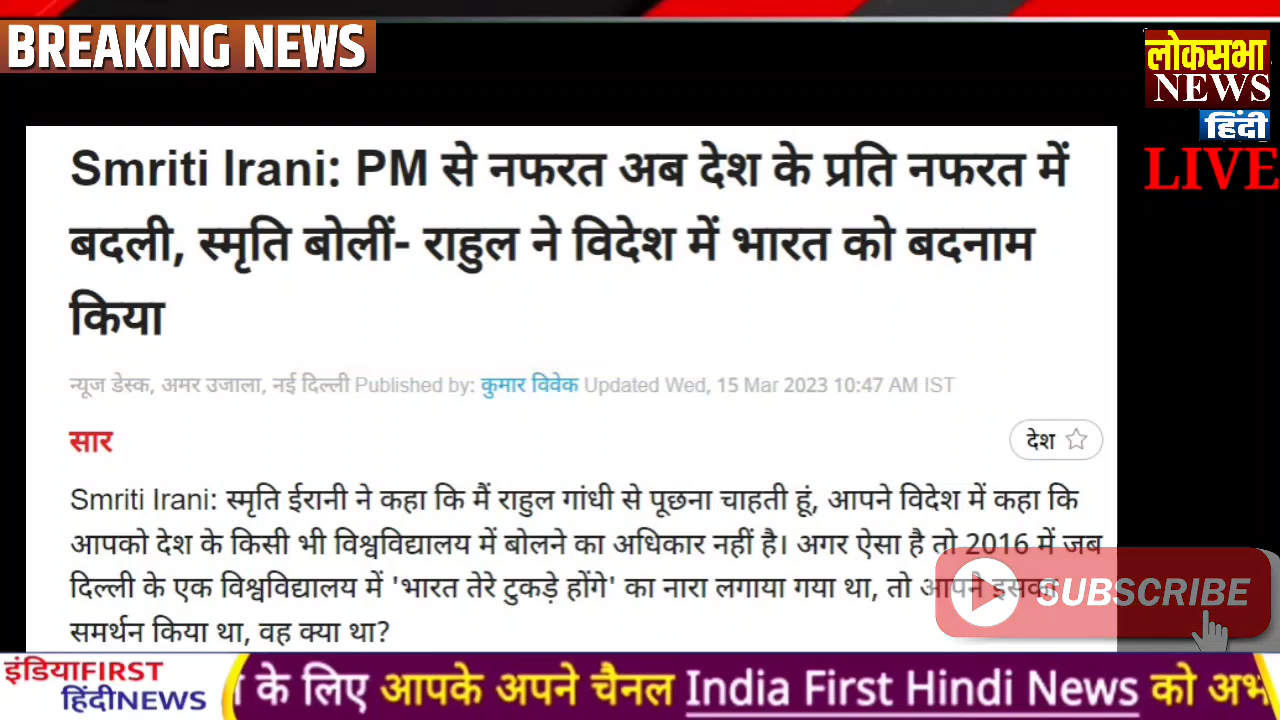 BREAKING NEWS
लोकसभा
NEWS
हिंदी
LIVE
Smriti Irani: PM से नफरत अब देश के प्रति नफरत में
बदली, स्मृति बोलीं- राहुल ने विदेश में भारत को बदनाम
किया
न्यूज डेस्क, अमर उजाला, नई दिल्ली Published by: कुमार विवेक Updated Wed, 15 Mar 2023 10:47 AM IST
सार
देश
Smriti Irani: स्मृति ईरानी ने कहा कि मैं राहुल गांधी से पूछना चाहती हूं, आपने विदेश में कहा कि
आपको देश के किसी भी विश्वविद्यालय में बोलने का अधिकार नहीं है। अगर ऐसा है तो 2016 में जब
दिल्ली के एक विश्वविद्यालय में 'भारत तेरे टुकड़े होंगे' का नारा लगाया गया था, तो आपने इसका
समर्थन किया था, वह क्या था?
SUBSCRIBE
इंडियाFIRST
हिंदीNEWS
के लिए आपके अपने चैनल India First Hindi News को